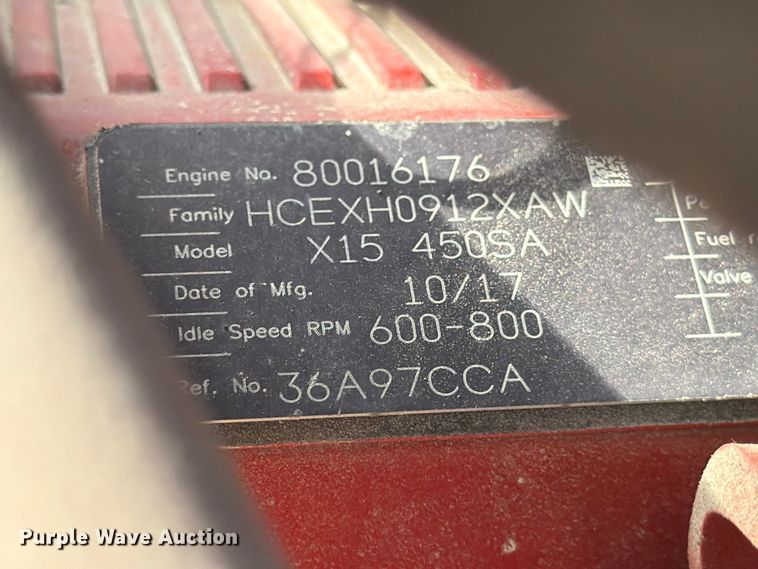 Engine No. 80016176
Family HCEXH0912XAW
Model X15 450SA
Fuel
Date of Mfg. 10/17
Valve
Idle Speed RPM 600-800
No. 36A97CCA
Purple Wave Auction